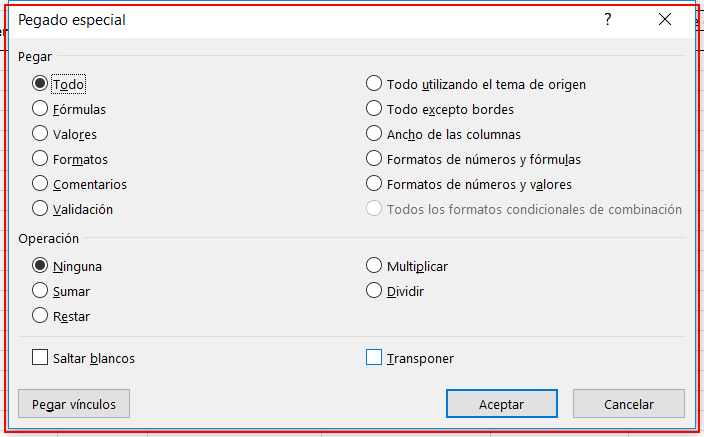 Pegado especial ?
Pegar
Todo Todo utilizando el tema de origen
Fórmulas Todo excepto bordes
Valores Ancho de las columnas
Formatos Formatos de números y fórmulas
Comentarios Formatos de números y valores
Validación Todos los formatos condicionales de combinación
Operación
Ninguna Multiplicar
Sumar Dividir
Restar
Saltar blancos Transponer
Pegar vínculos Aceptar Cancelar